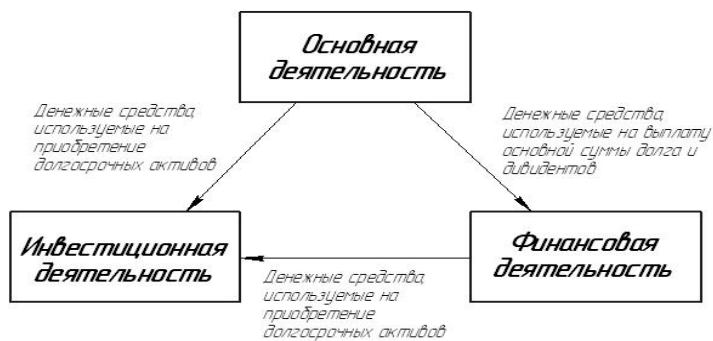 Основная
деятельность
Денежные средства,
используемые на
приобретение
долгосрочных активов
Денежные средства,
используемые на выплату
основной суммы долга и
дивидентов
Инвестиционная
деятельность
Финансовая
деятельность
Денежные средства,
используемые на
приобретение
долгосрочных активов